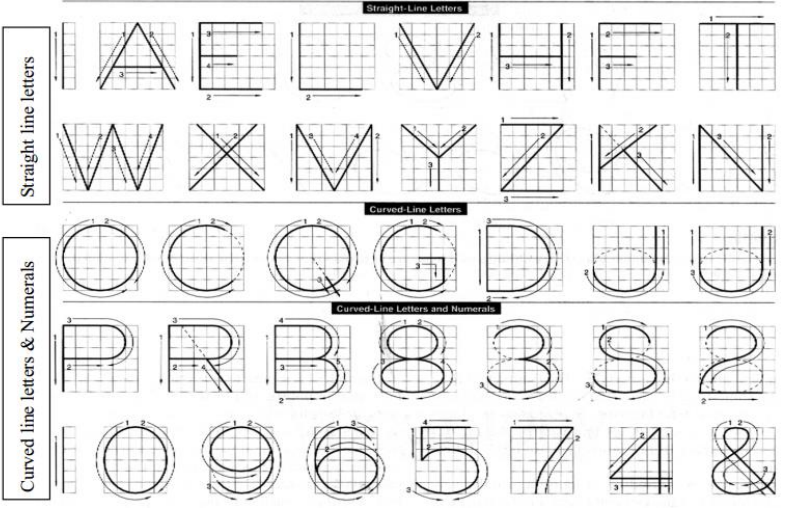 Straight line letters
Straight-Line Letters
I A E L V H F T
W X M Y Z K N
Curved line letters & Numerals
Curved-Line Letters
O C Q G D U J
Curved-Line Letters and Numerals
P R B 8 3 S 2
1 0 9 6 5 7 4 &